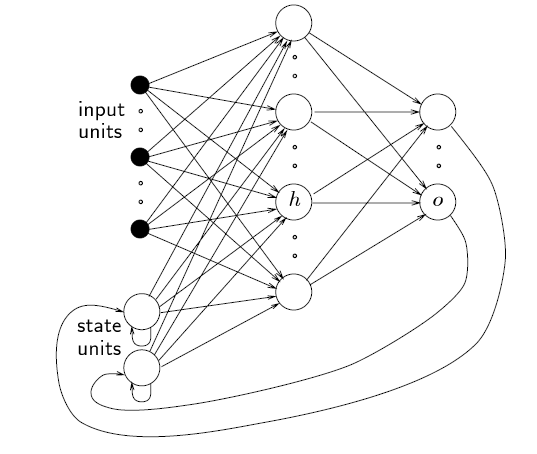 input
units
h
o
state
units